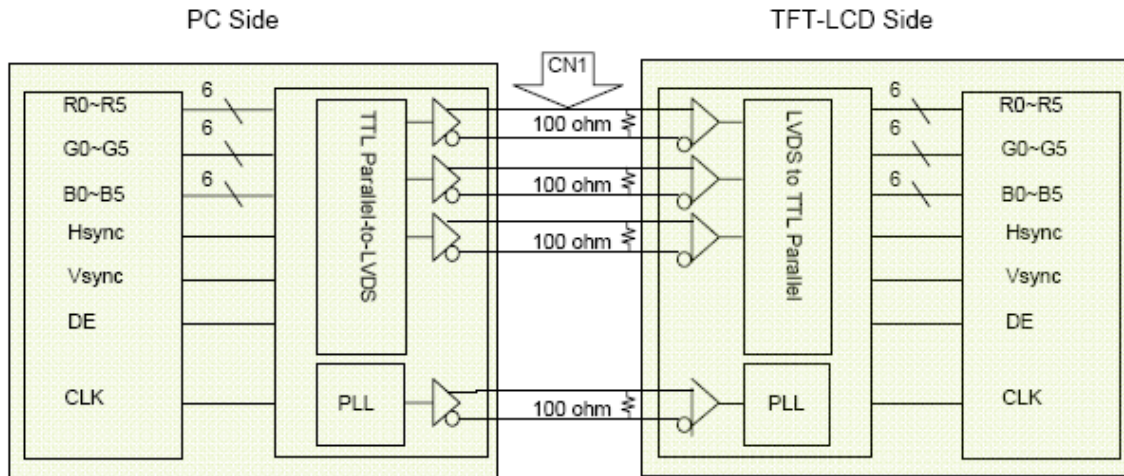 PC Side
TFT-LCD Side
CN1
R0~R5
6
G0~G5
6
B0~B5
6
Hsync
Vsync
DE
CLK
TTL Parallel-to-LVDS
PLL
100 ohm
100 ohm
100 ohm
100 ohm
LVDS to TTL Parallel
PLL
6
R0~R5
6
G0~G5
6
B0~B5
Hsync
Vsync
DE
CLK